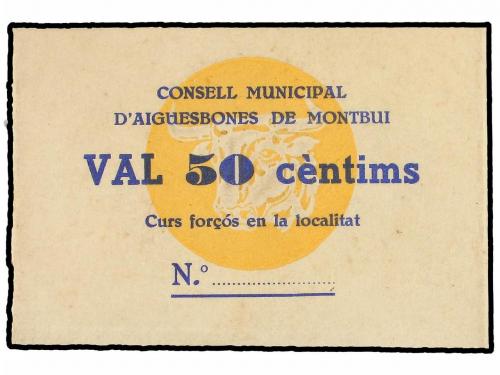 CONSELL MUNICIPAL
D'AIGUESBONES DE MONTBUI
VAL 50 cèntims
Curs forçós en la localitat
N.º ........................